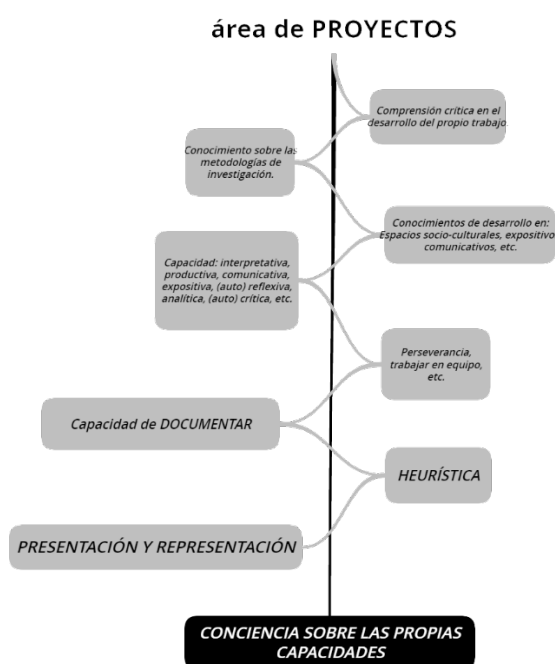 área de PROYECTOS
Comprensión crítica en el
desarrollo del propio trabajo.
Conocimiento sobre las
metodologías de
investigación.
Conocimientos de desarrollo en:
Espacios socio-culturales, expositivo
comunicativos, etc.
Capacidad: interpretativa,
productiva, comunicativa,
expositiva, (auto) reflexiva,
analítica, (auto) crítica, etc.
Perseverancia,
trabajar en equipo,
etc.
Capacidad de DOCUMENTAR
HEURÍSTICA
PRESENTACIÓN Y REPRESENTACIÓN
CONCIENCIA SOBRE LAS PROPIAS
CAPACIDADES